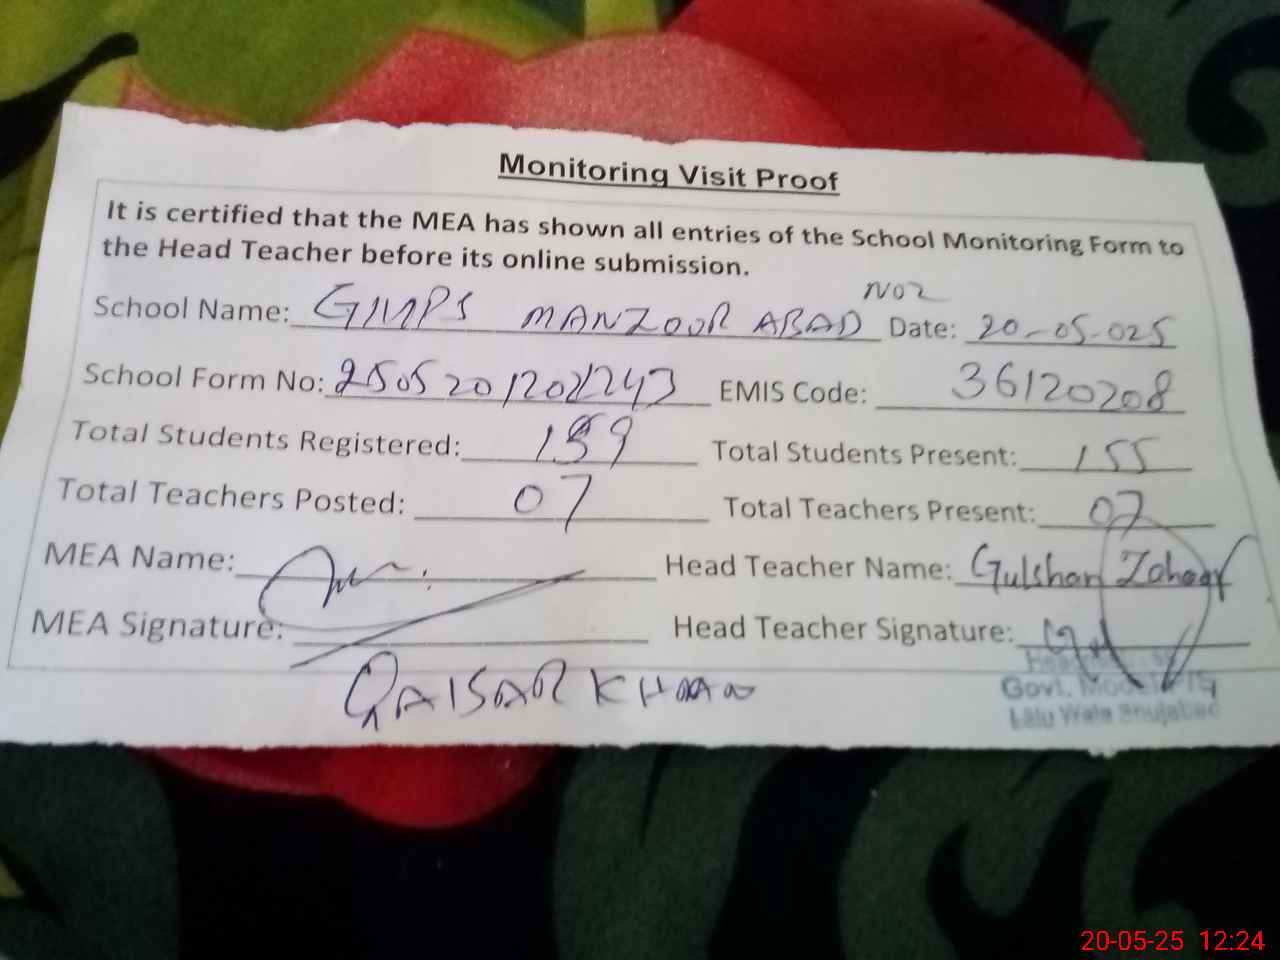 Monitoring Visit Proof
It is certified that the MEA has shown all entries of the School Monitoring Form to
the Head Teacher before its online submission.
School Name: GMPS MANZOOR ABAD NO2 Date: 20-05-025
School Form No: EMIS Code: 36120208
Total Students Registered: 159 Total Students Present: 155
Total Teachers Posted: 07 Total Teachers Present: 07
MEA Name: Head Teacher Name: Gulshan
MEA Signature: Head Teacher Signature:
QAISAR KHAN
Govt. Model
Lalu Wala Shujabad
20-05-25 12:24